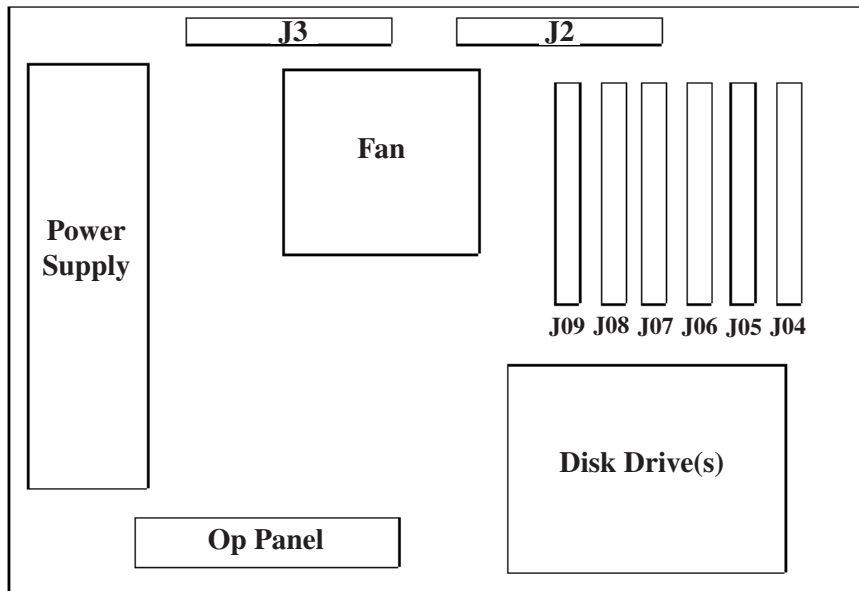 J3
J2
Fan
Power
Supply
J09
J08
J07
J06
J05
J04
Disk Drive(s)
Op Panel